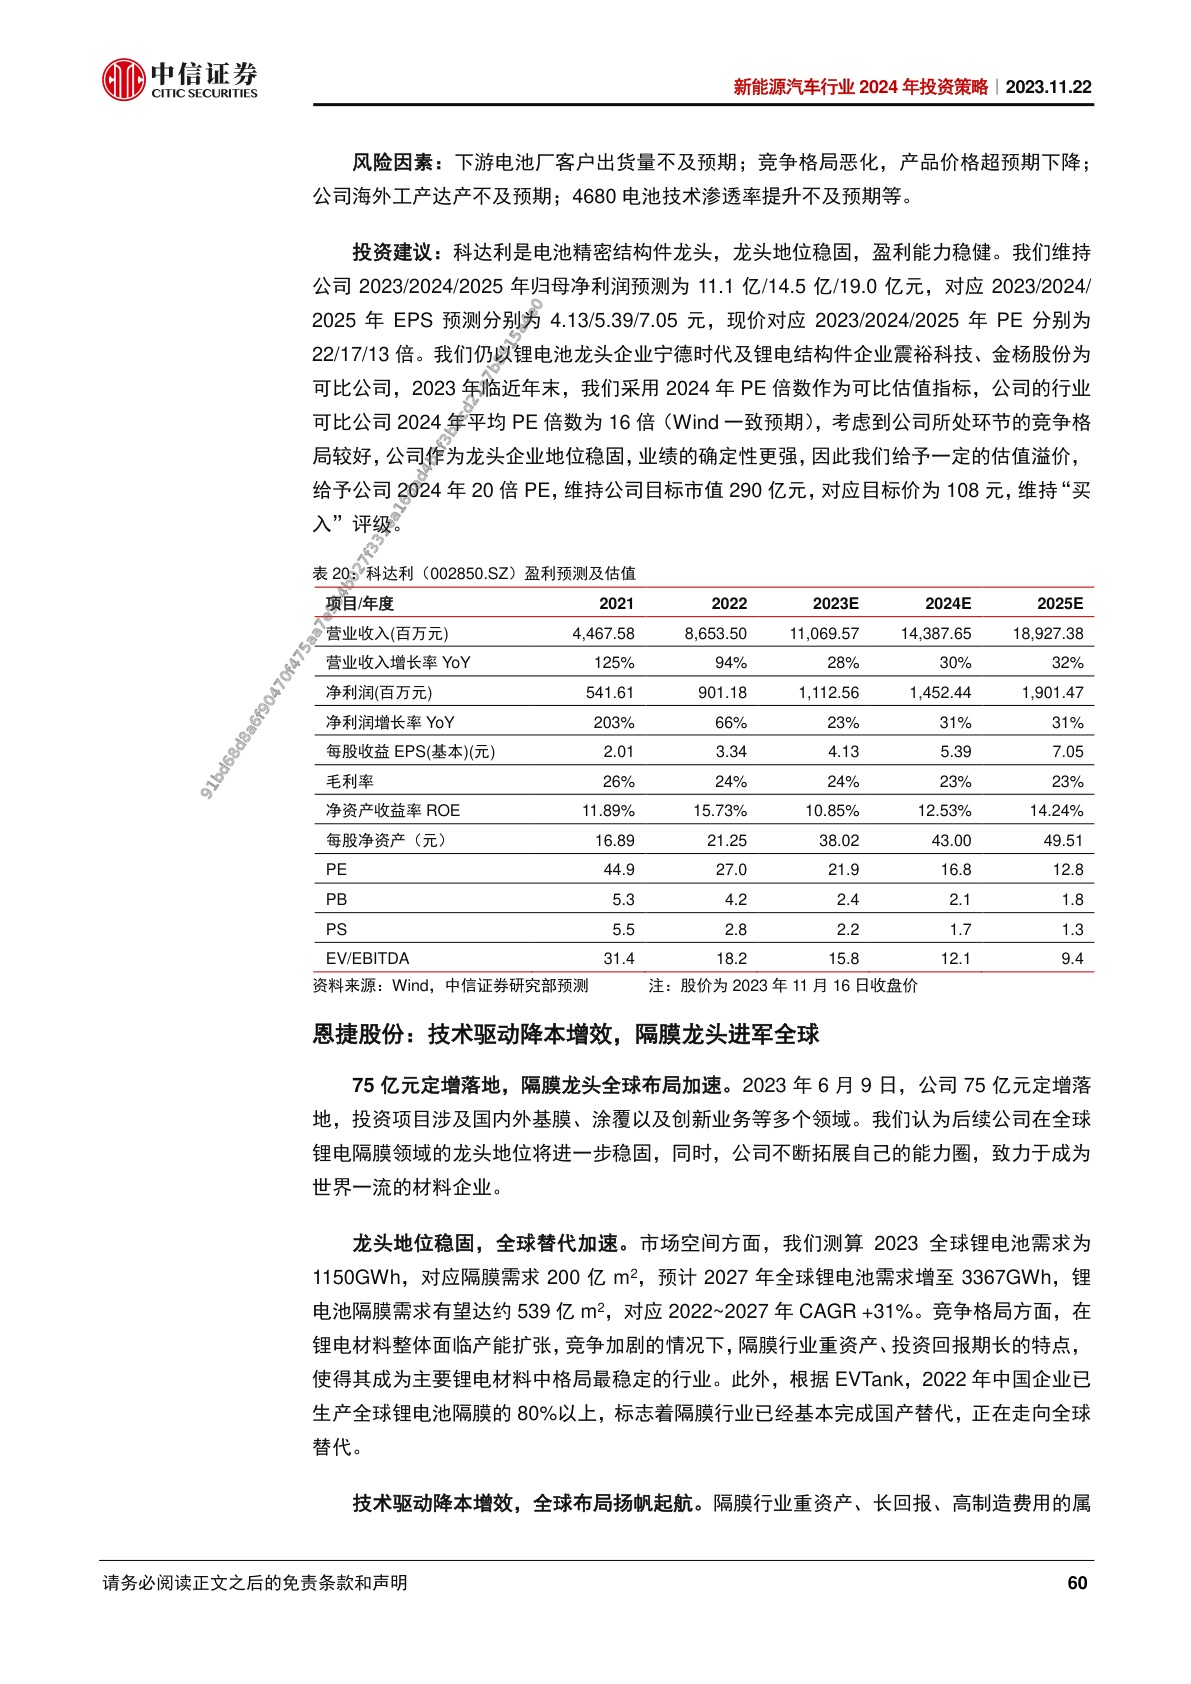 中信证券
CITIC SECURITIES
新能源汽车行业 2024 年投资策略｜2023.11.22
风险因素：下游电池厂客户出货量不及预期；竞争格局恶化，产品价格超预期下降；
公司海外工产达产不及预期；4680 电池技术渗透率提升不及预期等。
投资建议：科达利是电池精密结构件龙头，龙头地位稳固，盈利能力稳健。我们维持
公司 2023/2024/2025 年归母净利润预测为 11.1 亿/14.5 亿/19.0 亿元，对应 2023/2024/
2025 年 EPS 预测分别为 4.13/5.39/7.05 元，现价对应 2023/2024/2025 年 PE 分别为
22/17/13 倍。我们仍以锂电池龙头企业宁德时代及锂电结构件企业震裕科技、金杨股份为
可比公司，2023 年临近年末，我们采用 2024 年 PE 倍数作为可比估值指标，公司的行业
可比公司 2024 年平均 PE 倍数为 16 倍（Wind 一致预期），考虑到公司所处环节的竞争格
局较好，公司作为龙头企业地位稳固，业绩的确定性更强，因此我们给予一定的估值溢价，
给予公司 2024 年 20 倍 PE，维持公司目标市值 290 亿元，对应目标价为 108 元，维持“买
入”评级。
表 20：科达利（002850.SZ）盈利预测及估值
项目/年度 2021 2022 2023E 2024E 2025E
营业收入(百万元) 4,467.58 8,653.50 11,069.57 14,387.65 18,927.38
营业收入增长率 YoY 125% 94% 28% 30% 32%
净利润(百万元) 541.61 901.18 1,112.56 1,452.44 1,901.47
净利润增长率 YoY 203% 66% 23% 31% 31%
每股收益 EPS(基本)(元) 2.01 3.34 4.13 5.39 7.05
毛利率 26% 24% 24% 23% 23%
净资产收益率 ROE 11.89% 15.73% 10.85% 12.53% 14.24%
每股净资产（元） 16.89 21.25 38.02 43.00 49.51
PE 44.9 27.0 21.9 16.8 12.8
PB 5.3 4.2 2.4 2.1 1.8
PS 5.5 2.8 2.2 1.7 1.3
EV/EBITDA 31.4 18.2 15.8 12.1 9.4
资料来源：Wind，中信证券研究部预测 注：股价为 2023 年 11 月 16 日收盘价
恩捷股份：技术驱动降本增效，隔膜龙头进军全球
75 亿元定增落地，隔膜龙头全球布局加速。2023 年 6 月 9 日，公司 75 亿元定增落
地，投资项目涉及国内外基膜、涂覆以及创新业务等多个领域。我们认为后续公司在全球
锂电隔膜领域的龙头地位将进一步稳固，同时，公司不断拓展自己的能力圈，致力于成为
世界一流的材料企业。
龙头地位稳固，全球替代加速。市场空间方面，我们测算 2023 全球锂电池需求为
1150GWh，对应隔膜需求 200 亿 m²，预计 2027 年全球锂电池需求增至 3367GWh，锂
电池隔膜需求有望达约 539 亿 m²，对应 2022~2027 年 CAGR +31%。竞争格局方面，在
锂电材料整体面临产能扩张，竞争加剧的情况下，隔膜行业重资产、投资回报期长的特点，
使得其成为主要锂电材料中格局最稳定的行业。此外，根据 EVTank，2022 年中国企业已
生产全球锂电池隔膜的 80%以上，标志着隔膜行业已经基本完成国产替代，正在走向全球
替代。
技术驱动降本增效，全球布局扬帆起航。隔膜行业重资产、长回报、高制造费用的属
请务必阅读正文之后的免责条款和声明 60